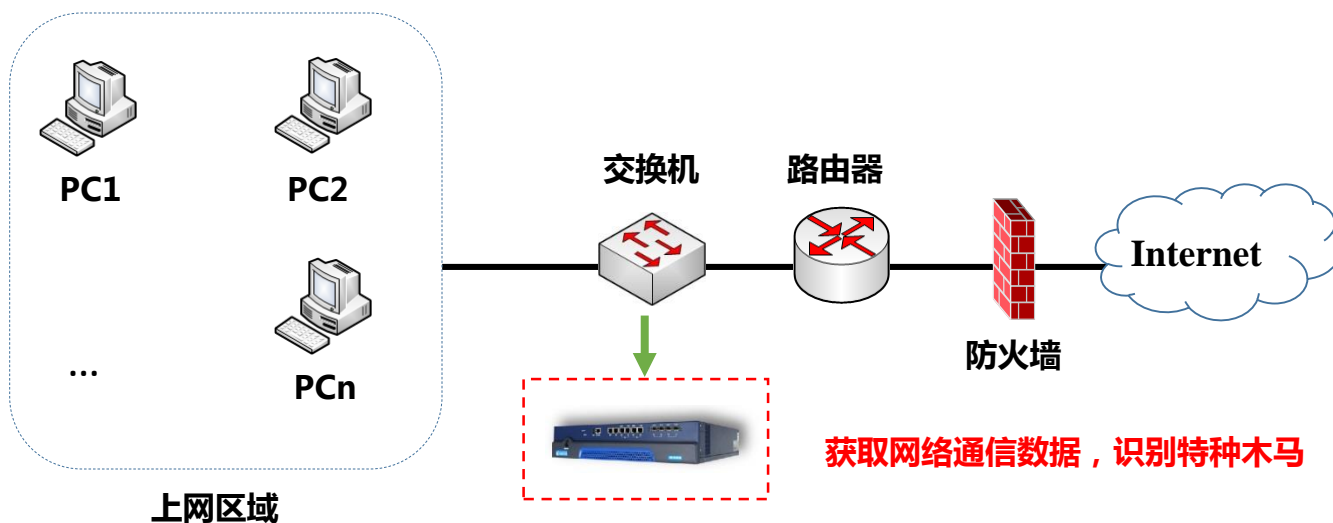 PC1
PC2
...
PCn
上网区域
交换机
路由器
防火墙
Internet
获取网络通信数据，识别特种木马